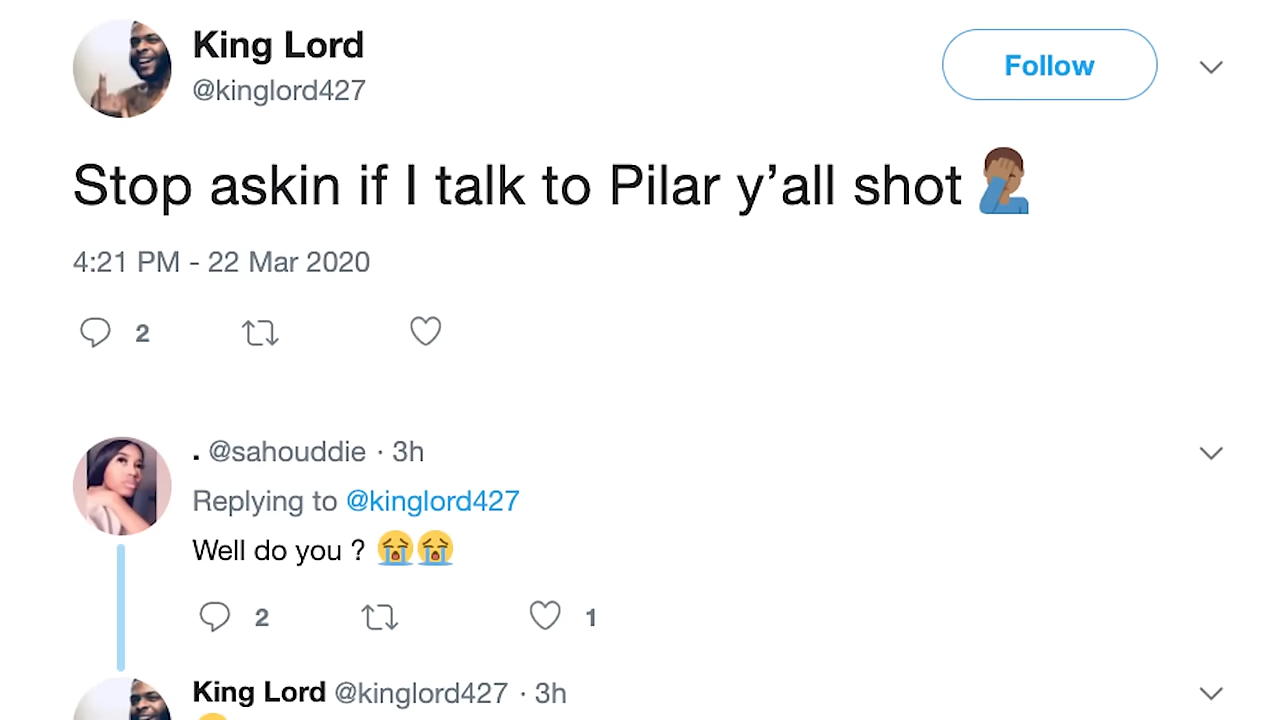 King Lord
@kinglord427
Follow
Stop askin if I talk to Pilar y’all shot 🤦🏾‍♂️
4:21 PM - 22 Mar 2020
2
. @sahouddie · 3h
Replying to @kinglord427
Well do you ? 😭😭
2 1
King Lord @kinglord427 · 3h